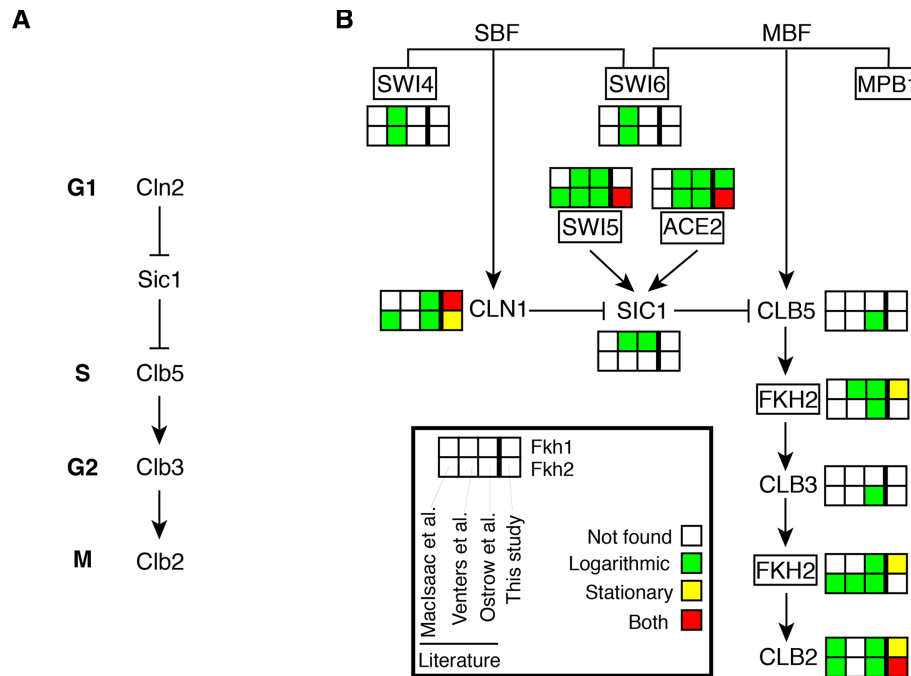 A
B
SBF
MBF
SWI4
SWI6
MPB1
SWI5
ACE2
G1 Cln2
Sic1
S Clb5
G2 Clb3
M Clb2
CLN1
SIC1
CLB5
FKH2
CLB3
FKH2
CLB2
Fkh1
Fkh2
MacIsaac et al.
Venters et al.
Ostrow et al.
This study
Literature
Not found
Logarithmic
Stationary
Both